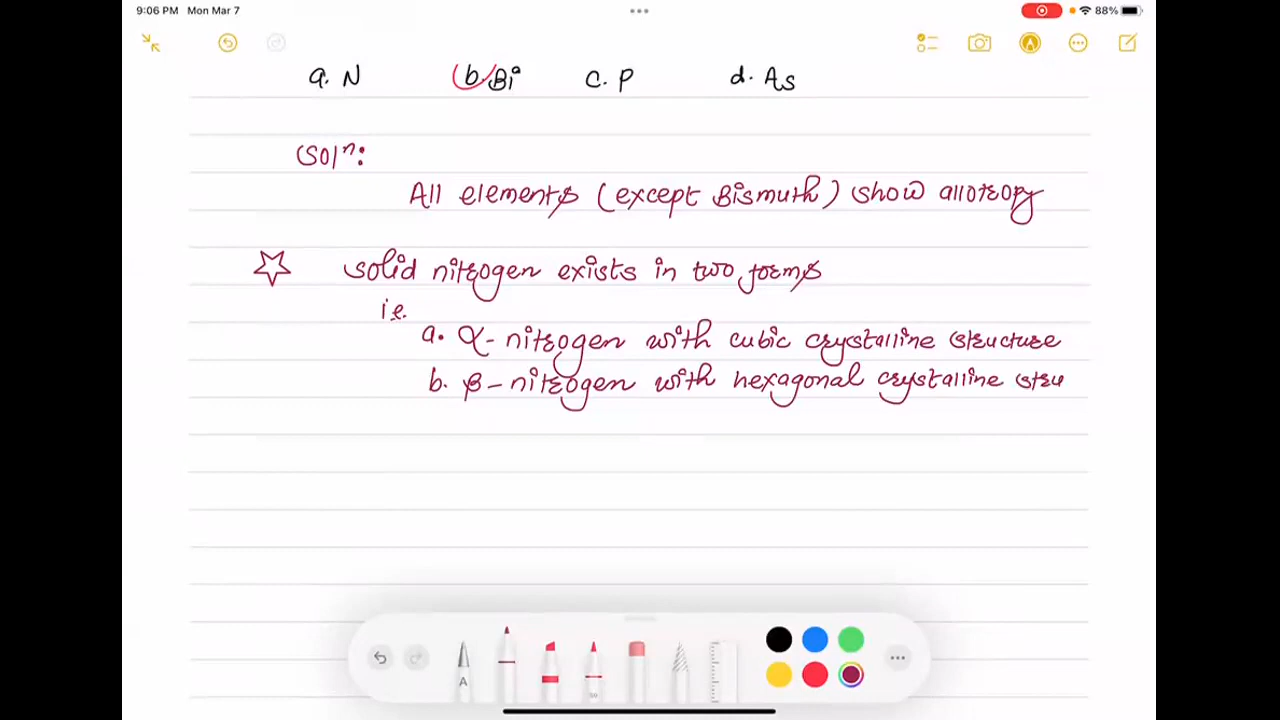 9:06 PM Mon Mar 7 88%
a. N b. Bi c. P d. As
Solⁿ:
All elements (except Bismuth) show allotropy
solid nitrogen exists in two forms
i.e.
a. α- nitrogen with cubic crystalline structure
b. β- nitrogen with hexagonal crystalline stru
A 50